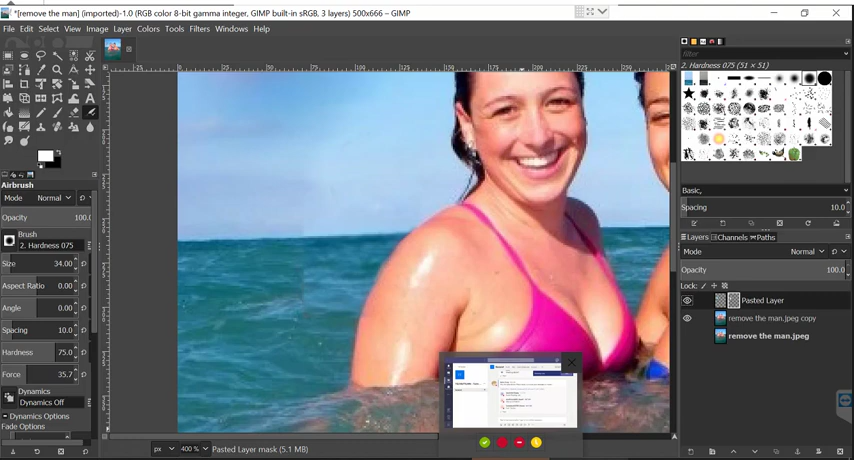 *[remove the man] (imported)-1.0 (RGB color 8-bit gamma integer, GIMP built-in sRGB, 3 layers) 500x666 – GIMP
File Edit Select View Image Layer Colors Tools Filters Windows Help
Airbrush
Mode Normal
Opacity 100.
Brush
2. Hardness 075
Size 34.00
Aspect Ratio 0.00
Angle 0.00
Spacing 10.0
Hardness 75.0
Force 35.7
Dynamics
Dynamics Off
Dynamics Options
Fade Options
px 400 % Pasted Layer mask (5.1 MB)
filter
2. Hardness 075 (51 × 51)
Basic,
Spacing 10.0
Layers Channels Paths
Mode Normal
Opacity 100.0
Lock:
Pasted Layer
remove the man.jpeg copy
remove the man.jpeg